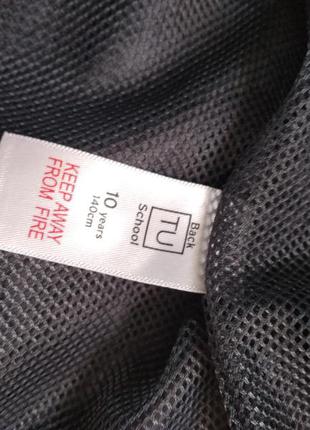 Back
TU
School
10 years
140cm
KEEP AWAY
FROM FIRE